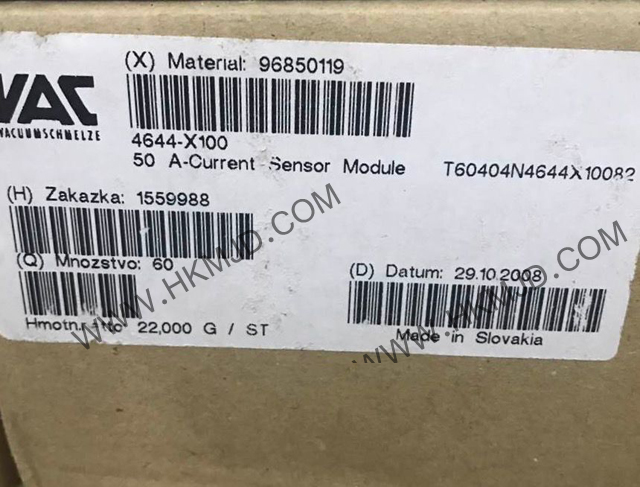 (X) Material: 96850119
VAC
VACUUMSCHMELZE
4644-X100
50 A-Current Sensor Module T60404N4644X10082
(H) Zakazka: 1559988
(Q) Mnozstvo: 60
(D) Datum: 29.10.2008
22,000 G / ST
Made in Slovakia
WWW.HKMJD.COM
WWW.HKMJD.COM